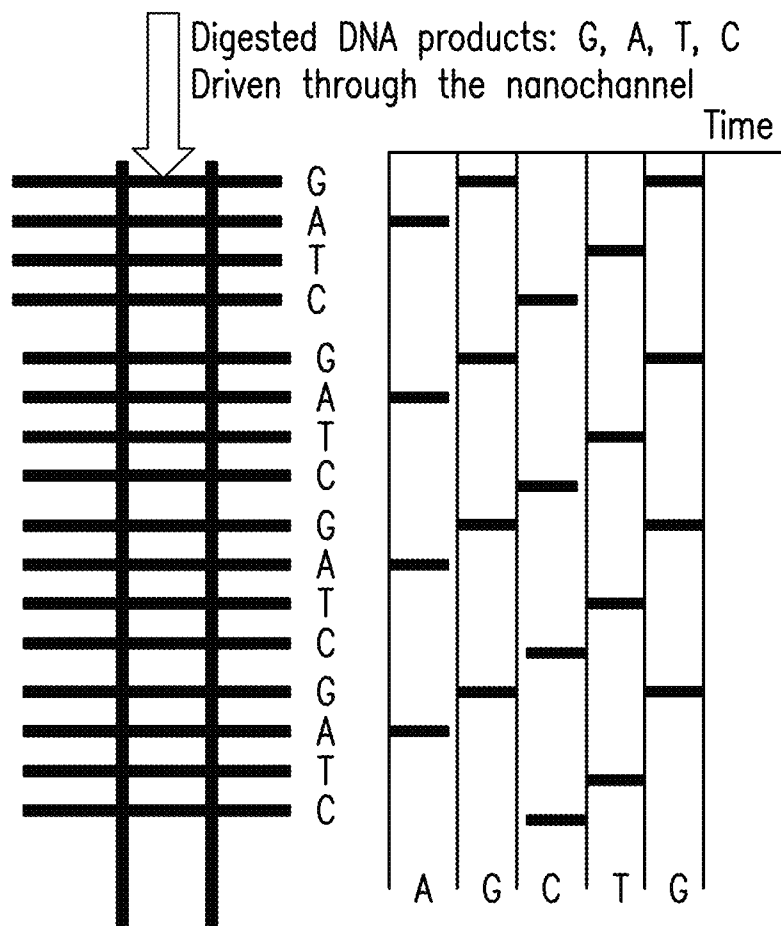 Digested DNA products: G, A, T, C
Driven through the nanochannel
Time
G
A
T
C
G
A
T
C
G
A
T
C
G
A
T
C
A G C T G